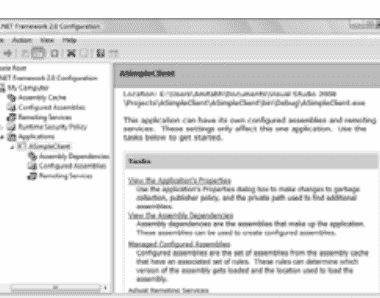 .NET Framework 2.0 Configuration
Action View Help
Console Root
.NET Framework 2.0 Configuration
My Computer
Assembly Cache
Configured Assemblies
Remoting Services
Runtime Security Policy
Applications
ASimpleClient
Assembly Dependencies
Configured Assemblies
Remoting Services
ASimpleClient
Location: E:\Users\Amitabh\Documents\Visual Studio 2008
\Projects\ASimpleClient\ASimpleClient\bin\Debug\ASimpleClient.exe
This application can have its own configured assemblies and remoting
services. These settings only affect this one application. Use the
tasks below to get started.
Tasks
View the Application's Properties
Use the Application's Properties dialog box to make changes to garbage
collection, publisher policy, and the private path used to find additional
assemblies.
View the Assembly Dependencies
Assembly dependencies are the assemblies that make up the application.
These assemblies can be used to create configured assemblies.
Managed Configured Assemblies
Configured assemblies are the set of assemblies from the assembly cache
that have an associated set of rules. These rules can determine which
version of the assembly gets loaded and the location used to load the
assembly.
Adjust Remoting Services